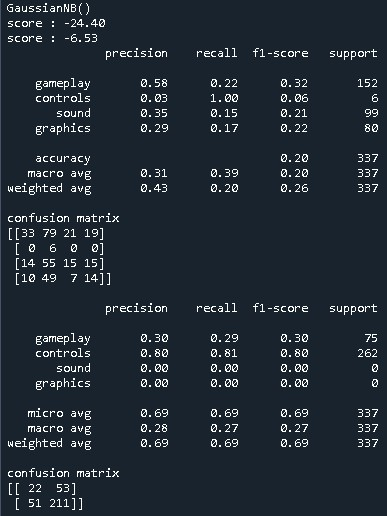 GaussianNB()
score : -24.40
score : -6.53
precision recall f1-score support
gameplay 0.58 0.22 0.32 152
controls 0.03 1.00 0.06 6
sound 0.35 0.15 0.21 99
graphics 0.29 0.17 0.22 80
accuracy 0.20 337
macro avg 0.31 0.39 0.20 337
weighted avg 0.43 0.20 0.26 337
confusion matrix
[[33 79 21 19]
[ 0 6 0 0]
[14 55 15 15]
[10 49 7 14]]
precision recall f1-score support
gameplay 0.30 0.29 0.30 75
controls 0.80 0.81 0.80 262
sound 0.00 0.00 0.00 0
graphics 0.00 0.00 0.00 0
micro avg 0.69 0.69 0.69 337
macro avg 0.28 0.27 0.27 337
weighted avg 0.69 0.69 0.69 337
confusion matrix
[[ 22 53]
[ 51 211]]